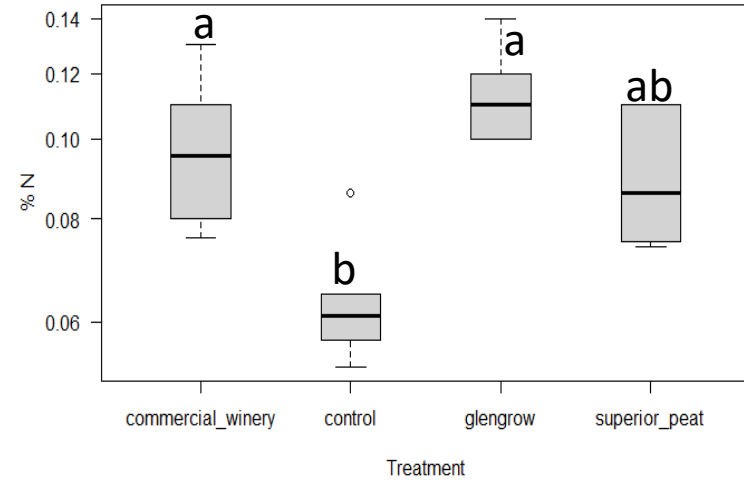 0.14
0.12
0.10
0.08
0.06
% N
a
b
a
ab
commercial_winery control glengrow superior_peat
Treatment